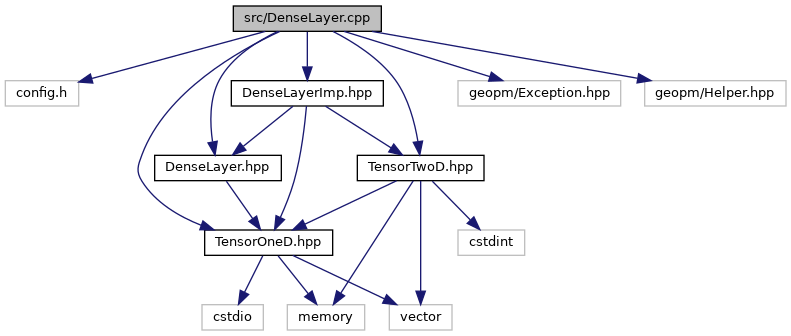 src/DenseLayer.cpp
config.h
DenseLayerImp.hpp
geopm/Exception.hpp
geopm/Helper.hpp
DenseLayer.hpp
TensorTwoD.hpp
TensorOneD.hpp
cstdint
cstdio
memory
vector